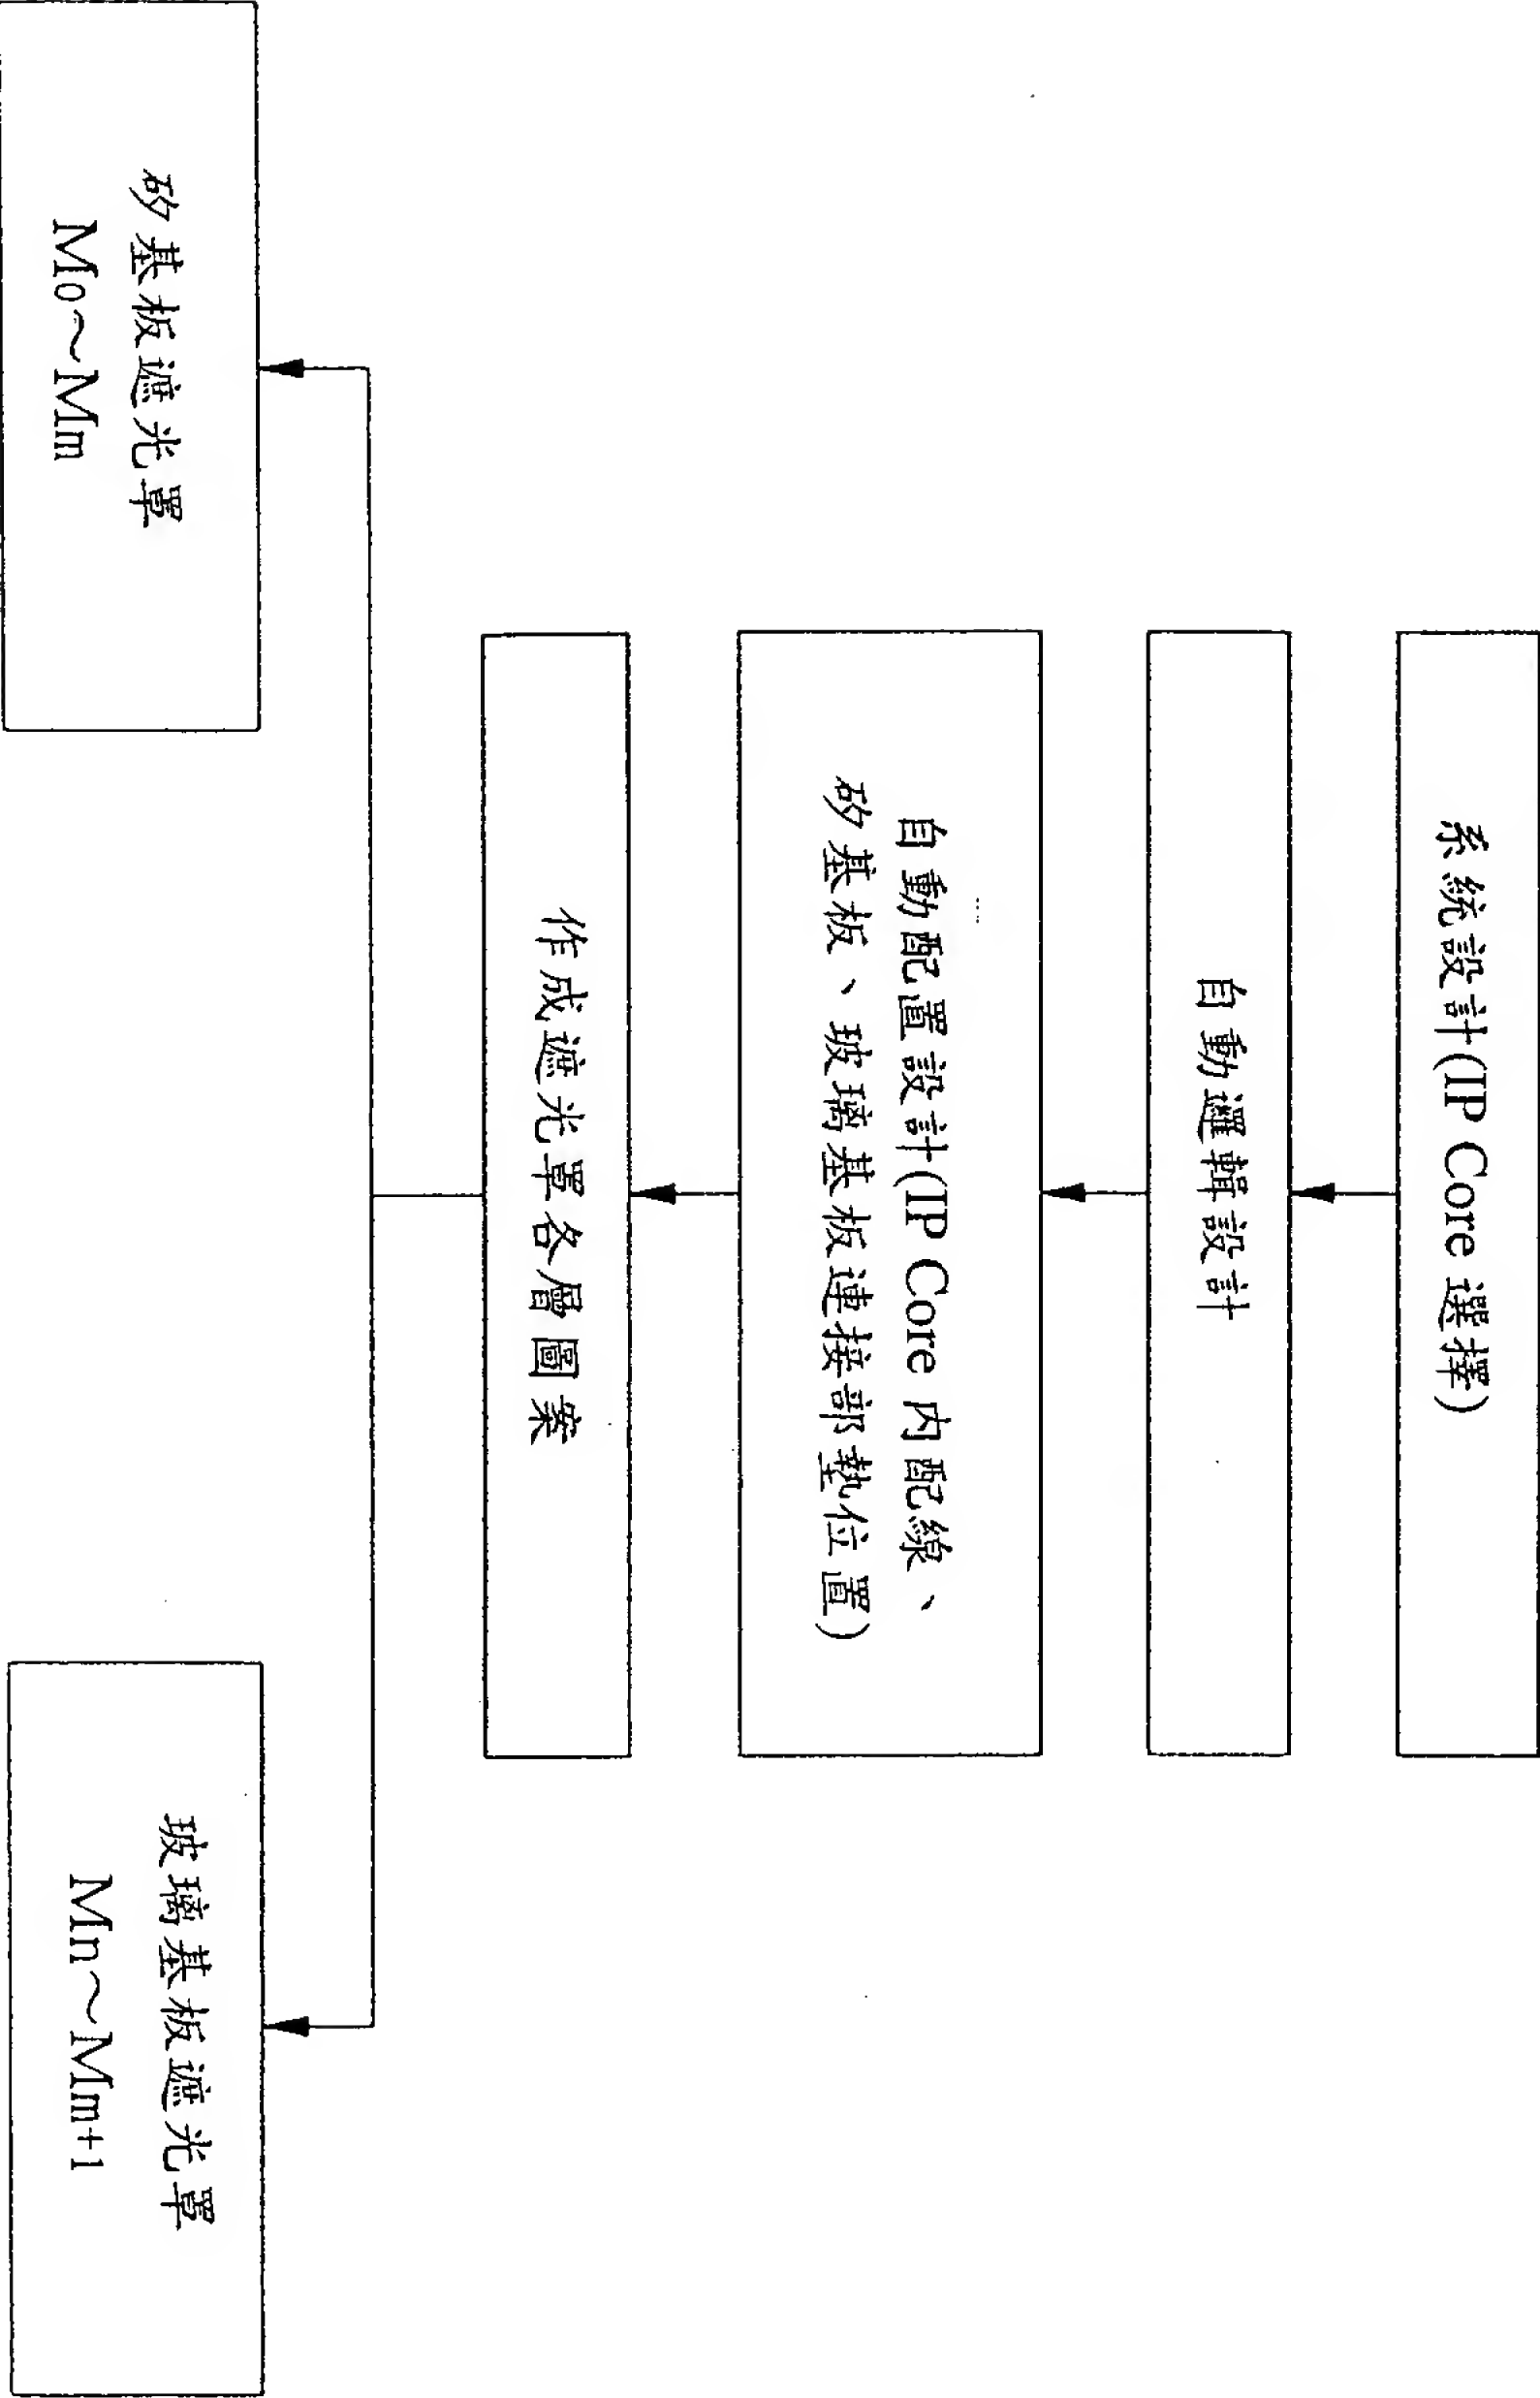 系統設計(IP Core 選擇)
自動邏輯設計
自動配置設計(IP Core 內配線、
矽基板、玻璃基板連接部墊位置)
作成遮光罩各層圖案
矽基板遮光罩
M0～Mm
玻璃基板遮光罩
Mn～Mm+1